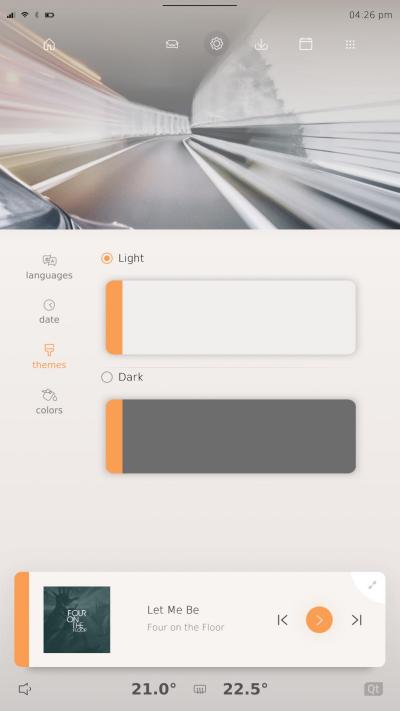 04:26 pm
languages
date
themes
colors
Light
Dark
FOUR
ON
THE
FLOOR
Let Me Be
Four on the Floor
21.0°
22.5°
Qt